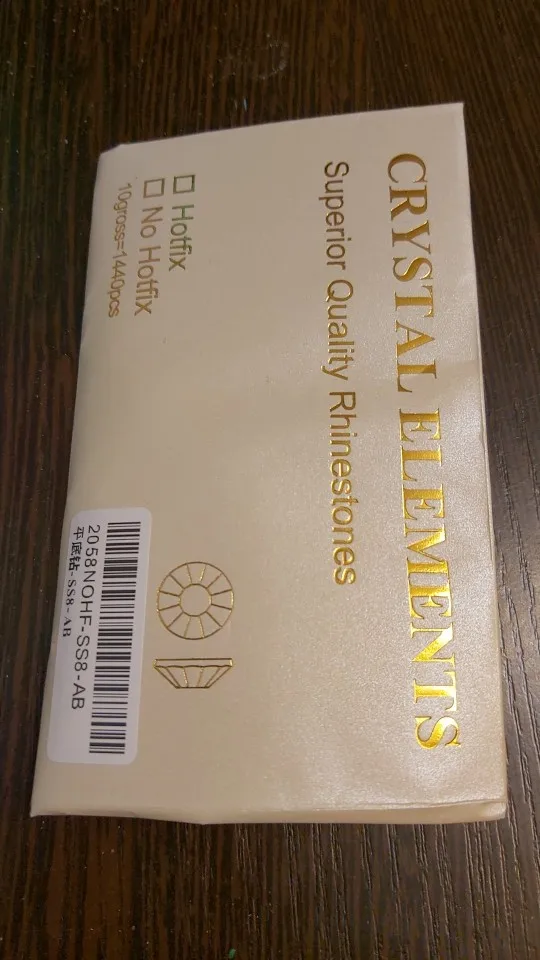 CRYSTAL ELEMENTS
Superior Quality Rhinestones
Hotfix
No Hotfix
10gross=1440pcs
2058NOHF-SS8-AB
平底钻-SS8-AB